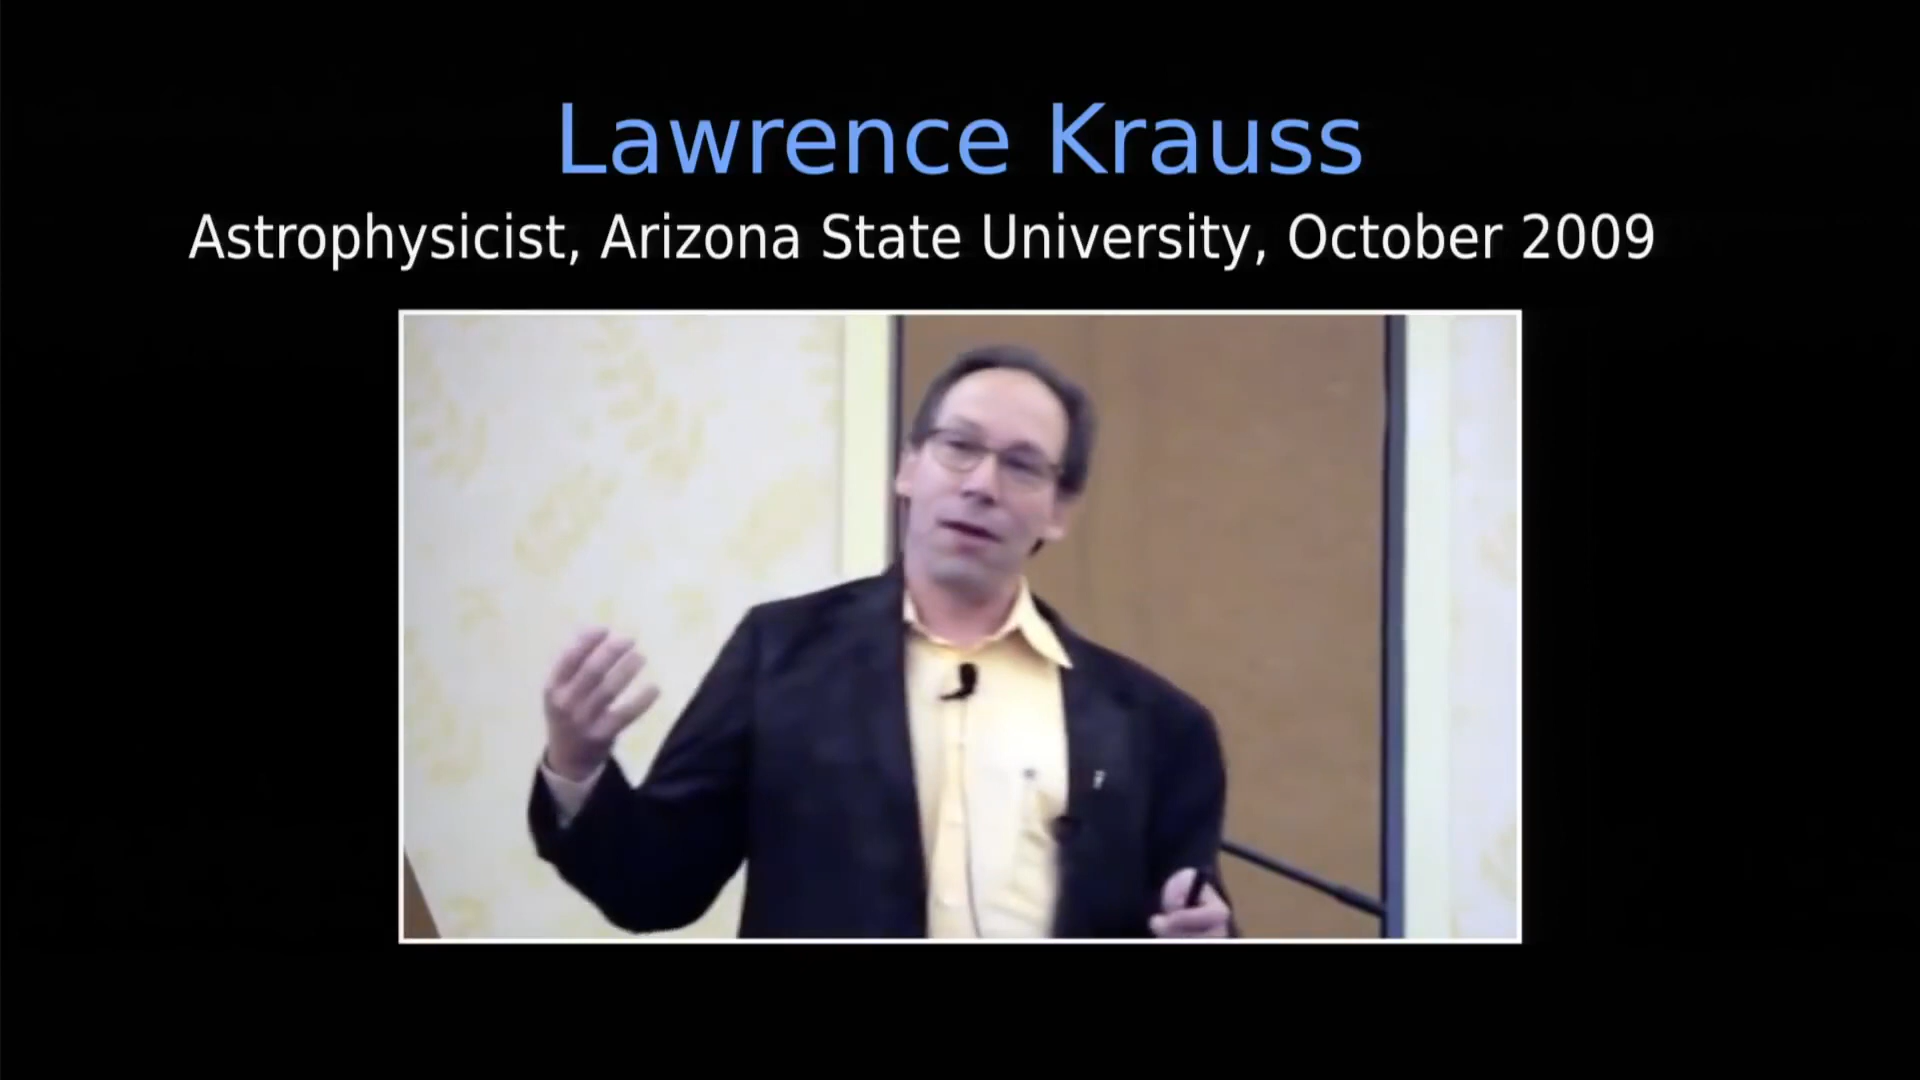 Lawrence Krauss
Astrophysicist, Arizona State University, October 2009